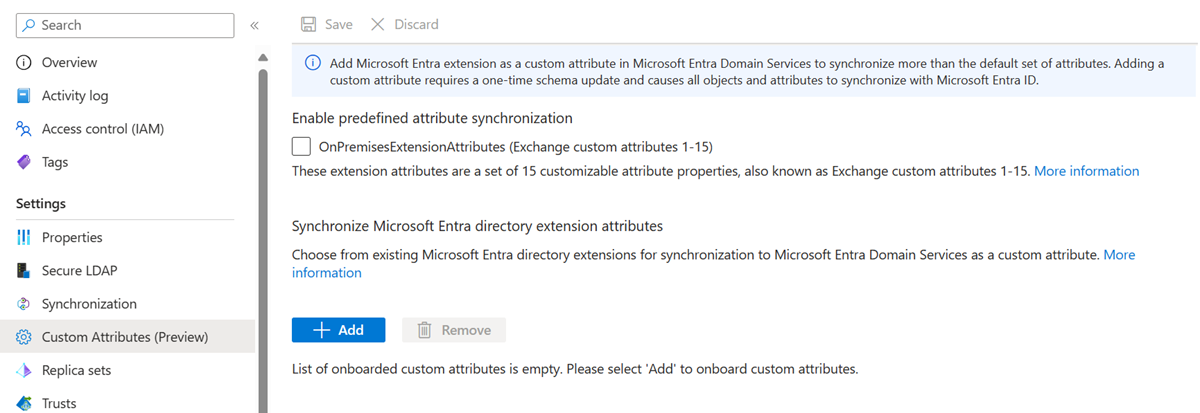 Search
«
Overview
Activity log
Access control (IAM)
Tags
Settings
Properties
Secure LDAP
Synchronization
Custom Attributes (Preview)
Replica sets
Trusts
Save Discard
Add Microsoft Entra extension as a custom attribute in Microsoft Entra Domain Services to synchronize more than the default set of attributes. Adding a
custom attribute requires a one-time schema update and causes all objects and attributes to synchronize with Microsoft Entra ID.
Enable predefined attribute synchronization
OnPremisesExtensionAttributes (Exchange custom attributes 1-15)
These extension attributes are a set of 15 customizable attribute properties, also known as Exchange custom attributes 1-15. More information
Synchronize Microsoft Entra directory extension attributes
Choose from existing Microsoft Entra directory extensions for synchronization to Microsoft Entra Domain Services as a custom attribute. More
information
Add Remove
List of onboarded custom attributes is empty. Please select 'Add' to onboard custom attributes.